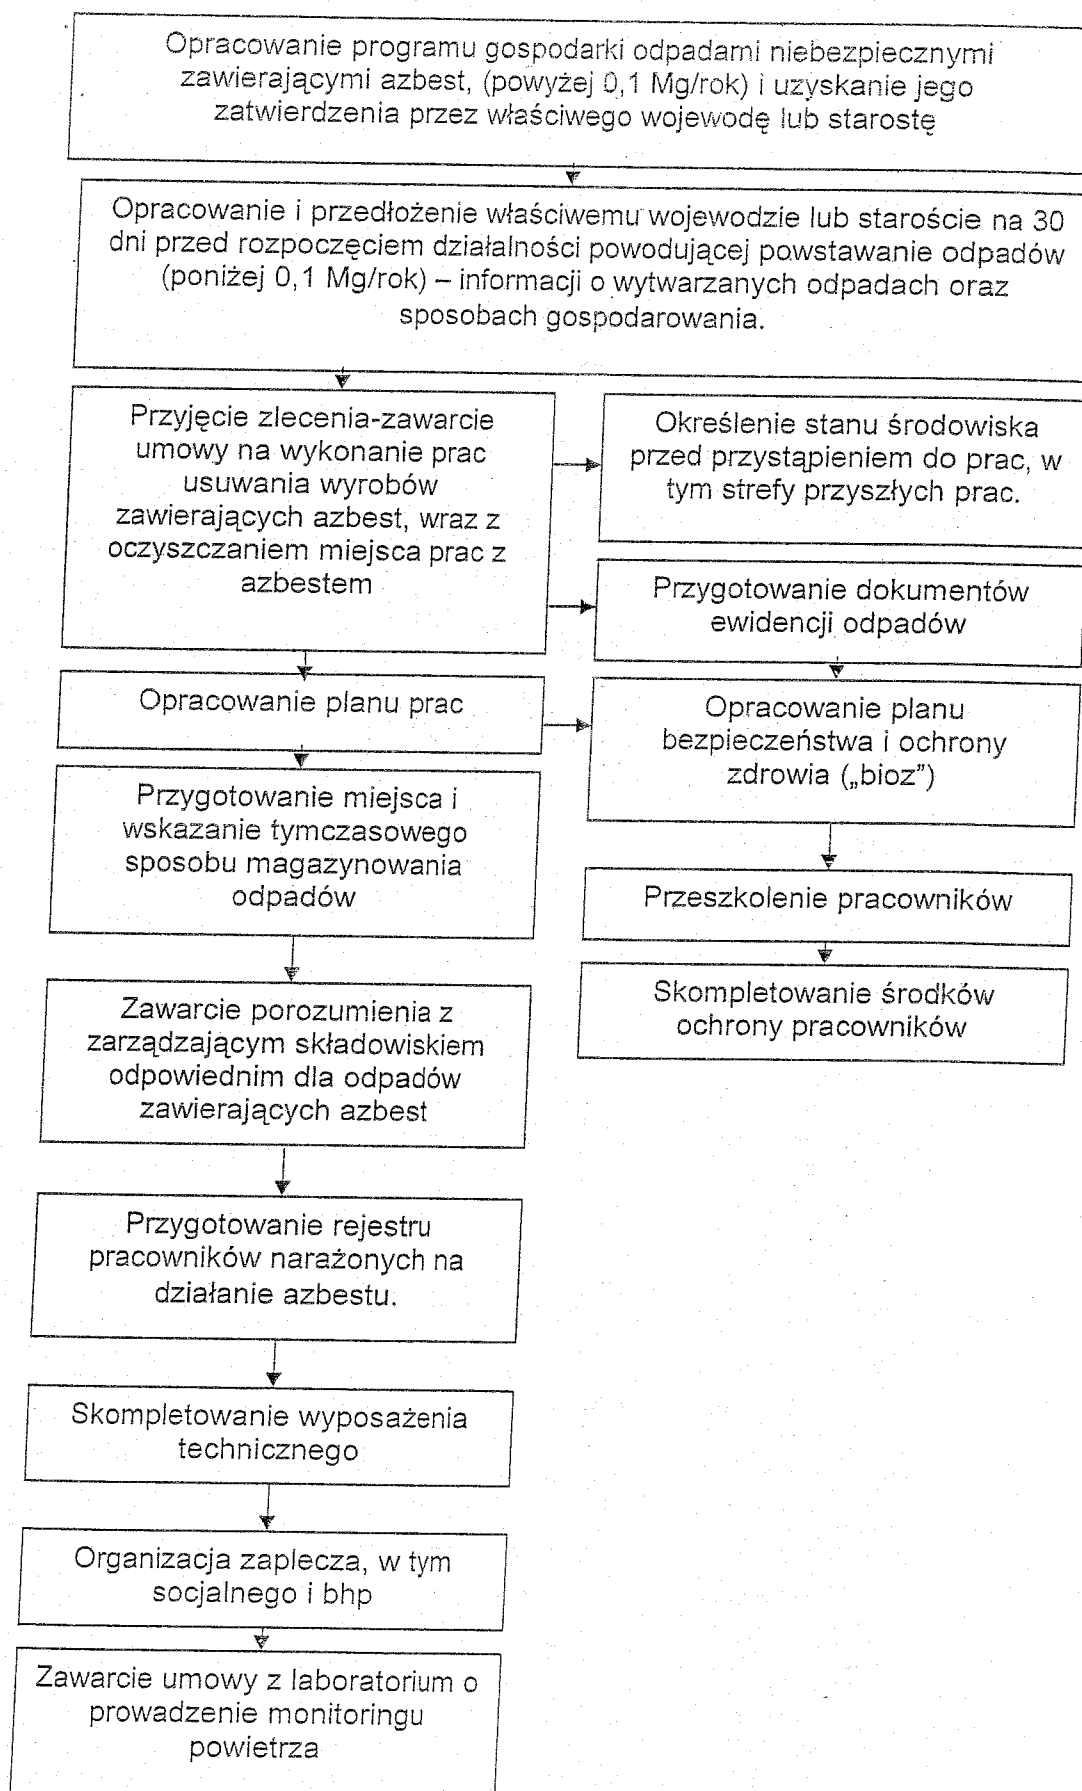 Opracowanie programu gospodarki odpadami niebezpiecznymi
zawierającymi azbest, (powyżej 0,1 Mg/rok) i uzyskanie jego
zatwierdzenia przez właściwego wojewodę lub starostę
Opracowanie i przedłożenie właściwemu wojewodzie lub staroście na 30
dni przed rozpoczęciem działalności powodującej powstawanie odpadów
(poniżej 0,1 Mg/rok) – informacji o wytwarzanych odpadach oraz
sposobach gospodarowania.
Przyjęcie zlecenia-zawarcie
umowy na wykonanie prac
usuwania wyrobów
zawierających azbest, wraz z
oczyszczaniem miejsca prac z
azbestem
Określenie stanu środowiska
przed przystąpieniem do prac, w
tym strefy przyszłych prac.
Przygotowanie dokumentów
ewidencji odpadów
Opracowanie planu prac
Opracowanie planu
bezpieczeństwa i ochrony
zdrowia („bioz")
Przygotowanie miejsca i
wskazanie tymczasowego
sposobu magazynowania
odpadów
Przeszkolenie pracowników
Skompletowanie środków
ochrony pracowników
Zawarcie porozumienia z
zarządzającym składowiskiem
odpowiednim dla odpadów
zawierających azbest
Przygotowanie rejestru
pracowników narażonych na
działanie azbestu.
Skompletowanie wyposażenia
technicznego
Organizacja zaplecza, w tym
socjalnego i bhp
Zawarcie umowy z laboratorium o
prowadzenie monitoringu
powietrza